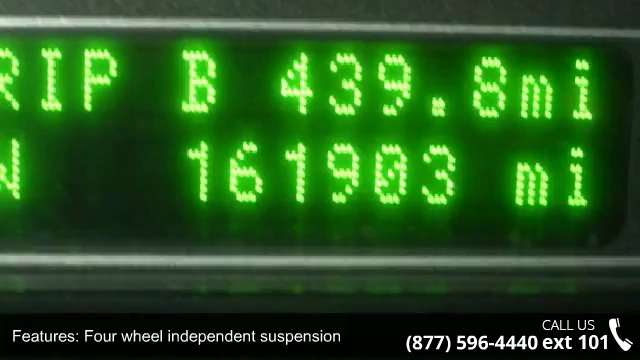 RIP B 439.8mi
161903 mi
CALL US
Features: Four wheel independent suspension
(877) 596-4440 ext 101